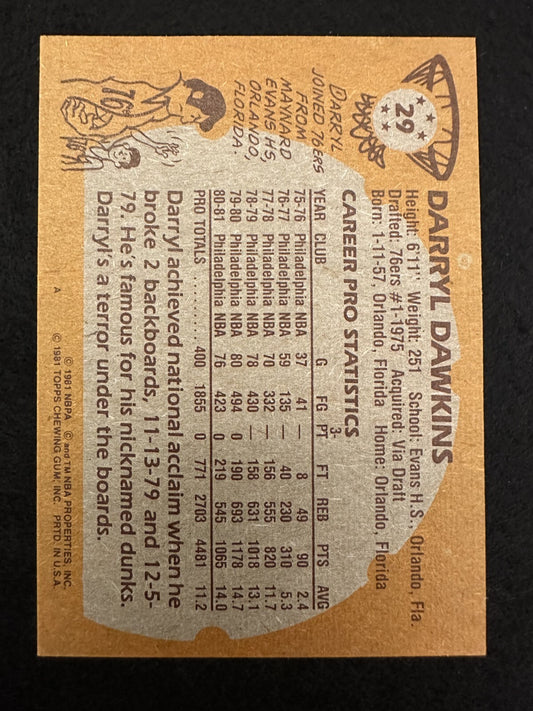 29
DARRYL DAWKINS
Height: 6'11" Weight: 251 School: Evans H.S., Orlando, Fla.
Drafted: 76ers #1-1975 Acquired: Via Draft
Born: 1-11-57, Orlando, Florida Home: Orlando, Florida
CAREER PRO STATISTICS
YEAR CLUB G FG 3-PT FT REB PTS AVG
75-76 Philadelphia NBA 37 41 — 8 49 90 2.4
76-77 Philadelphia NBA 59 135 — 40 230 310 5.3
77-78 Philadelphia NBA 70 332 — 156 555 820 11.7
78-79 Philadelphia NBA 78 430 — 158 631 1018 13.1
79-80 Philadelphia NBA 80 494 0 190 693 1178 14.7
80-81 Philadelphia NBA 76 423 0 219 545 1065 14.0
PRO TOTALS ....... 400 1855 0 771 2703 4481 11.2
DARRYL
JOINED 76ERS
FROM
MAYNARD
EVANS HS,
ORLANDO,
FLORIDA.
76
Darryl achieved national acclaim when he
broke 2 backboards, 11-13-79 and 12-5-
79. He's famous for his nicknamed dunks.
Darryl's a terror under the boards.
A
© 1981 NBPA © and TM NBA PROPERTIES, INC.
© 1981 TOPPS CHEWING GUM, INC. PRTD. IN U.S.A.